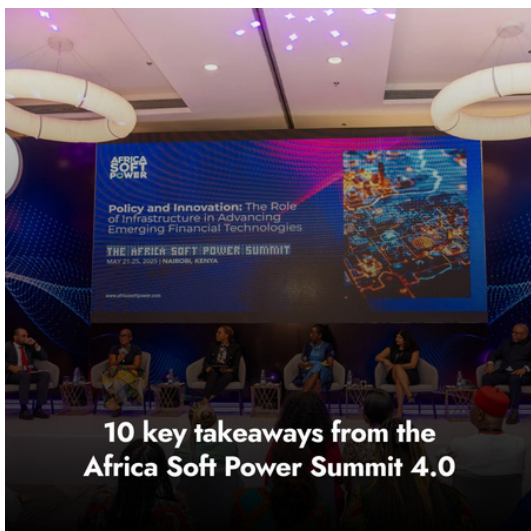 AFRICA
SOFT
POWER
Policy and Innovation: The Role
of Infrastructure in Advancing
Emerging Financial Technologies
THE AFRICA SOFT POWER SUMMIT
MAY 21-25, 2025 | NAIROBI, KENYA
www.africasoftpower.com
10 key takeaways from the
Africa Soft Power Summit 4.0